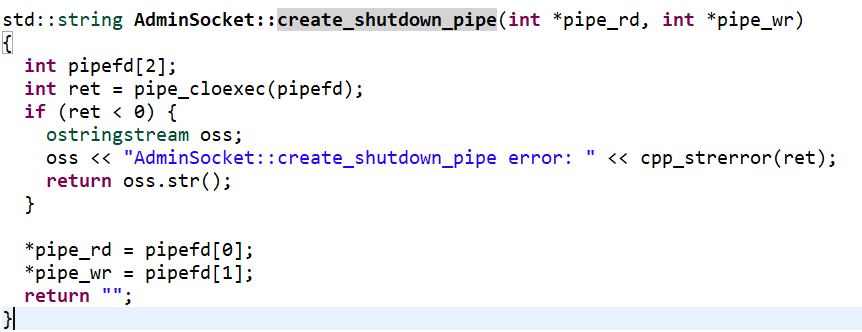 std::string AdminSocket::create_shutdown_pipe(int *pipe_rd, int *pipe_wr)
{
  int pipefd[2];
  int ret = pipe_cloexec(pipefd);
  if (ret < 0) {
    ostringstream oss;
    oss << "AdminSocket::create_shutdown_pipe error: " << cpp_strerror(ret);
    return oss.str();
  }

  *pipe_rd = pipefd[0];
  *pipe_wr = pipefd[1];
  return "";
}